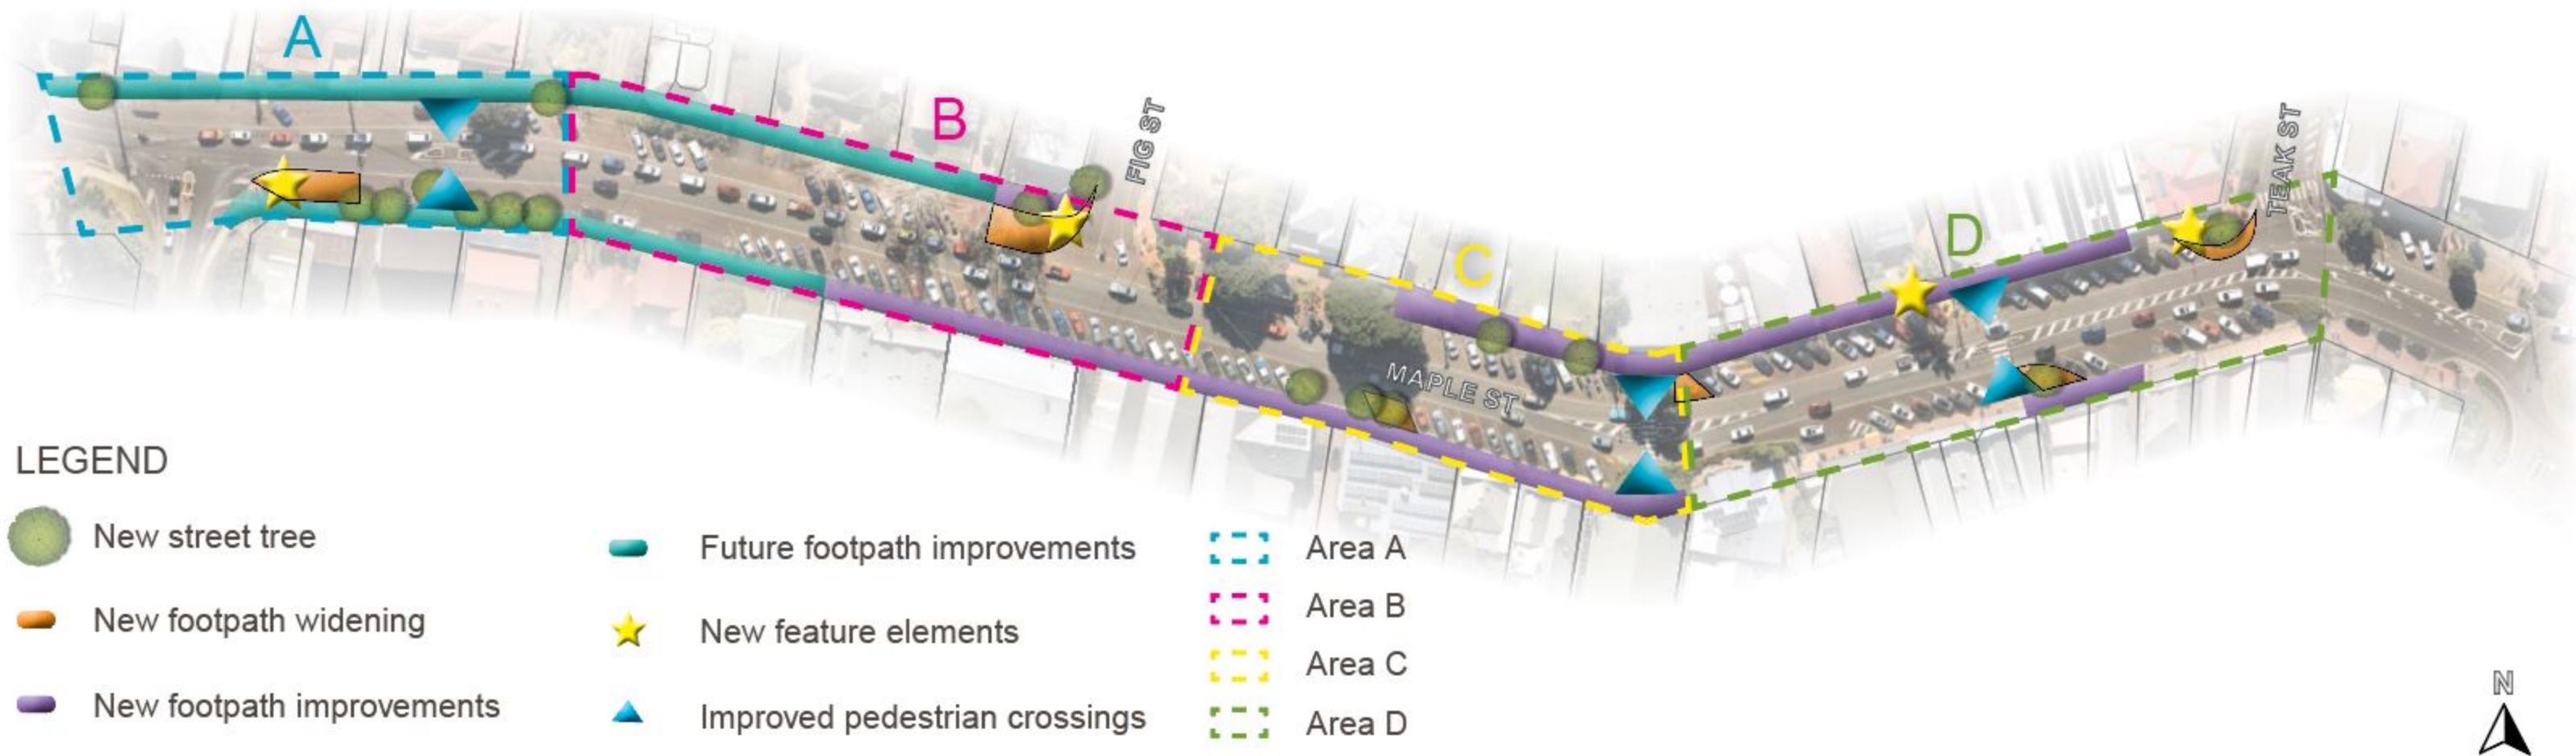 A
B
FIG ST
C
D
TEAK ST
MAPLE ST
LEGEND
New street tree
New footpath widening
New footpath improvements
Future footpath improvements
New feature elements
Improved pedestrian crossings
Area A
Area B
Area C
Area D
N